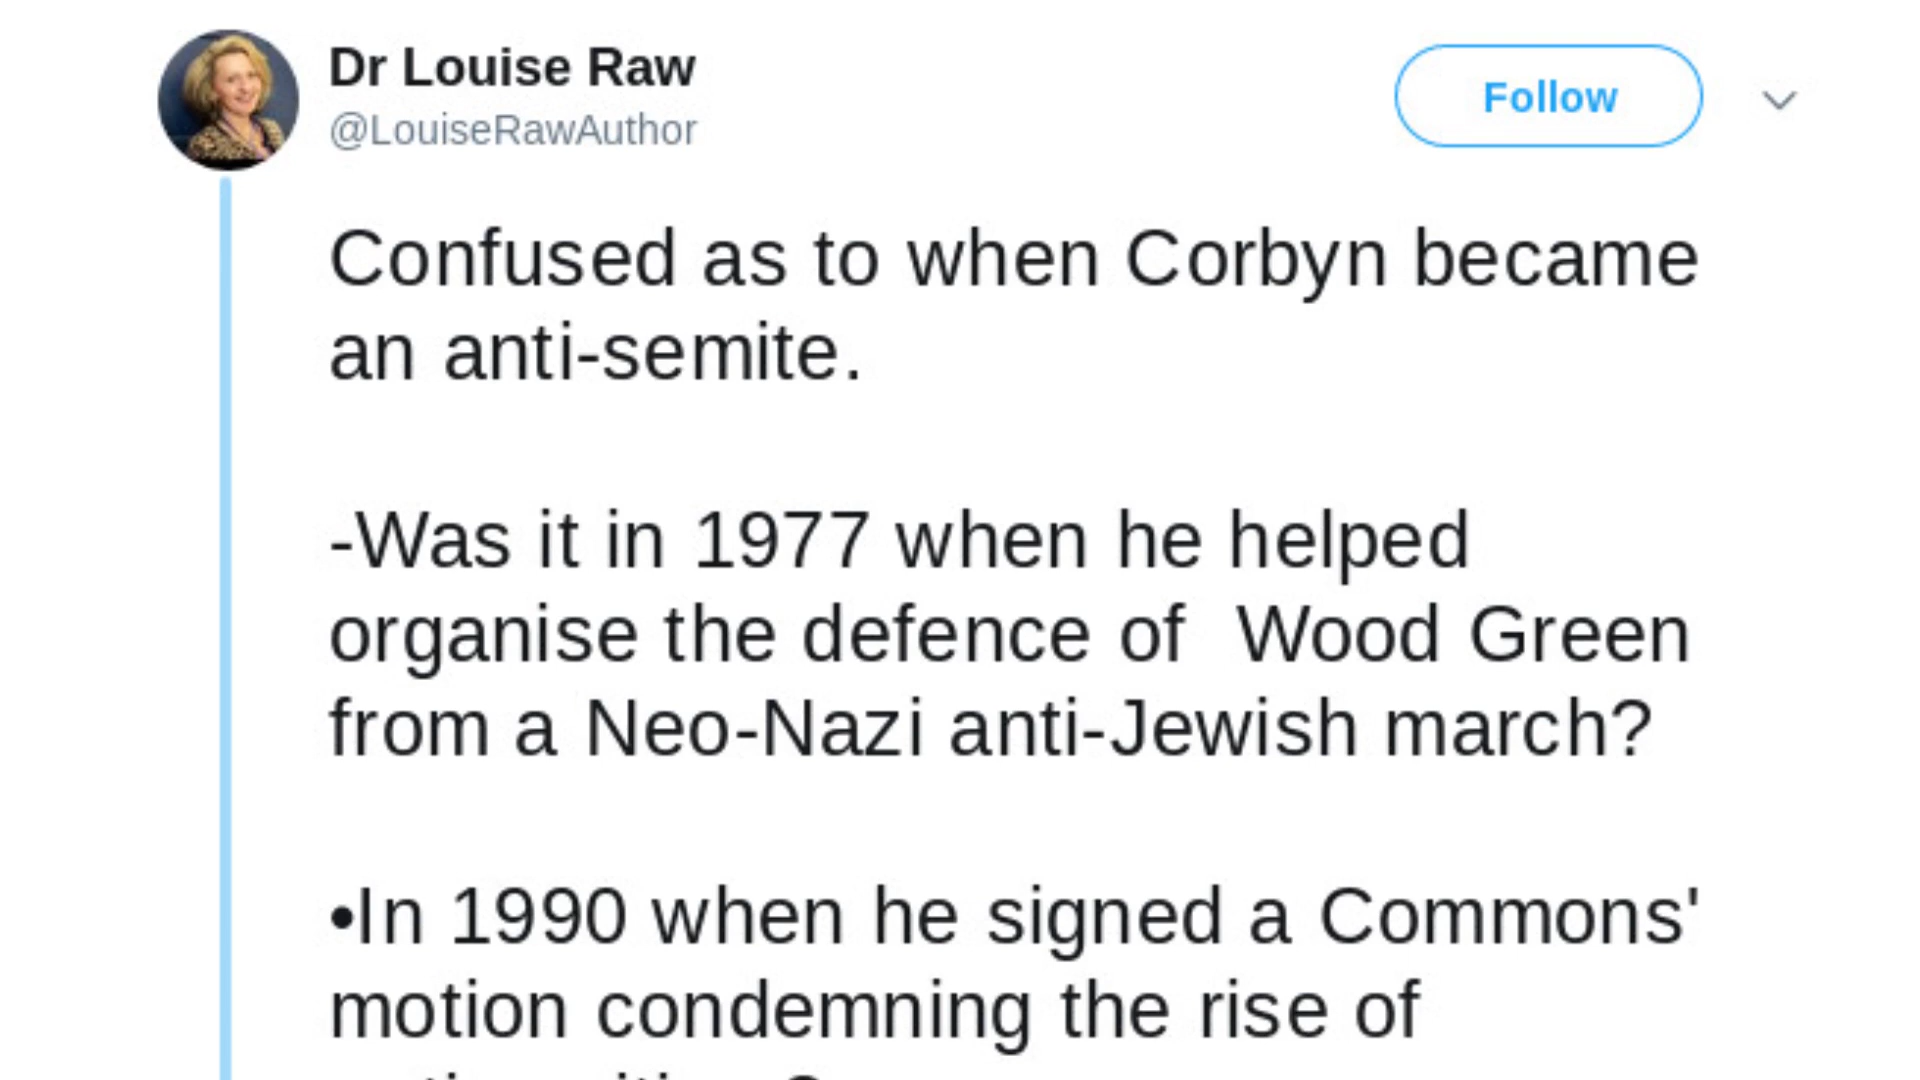 Dr Louise Raw
@LouiseRawAuthor
Follow
Confused as to when Corbyn became
an anti-semite.
-Was it in 1977 when he helped
organise the defence of  Wood Green
from a Neo-Nazi anti-Jewish march?
•In 1990 when he signed a Commons'
motion condemning the rise of